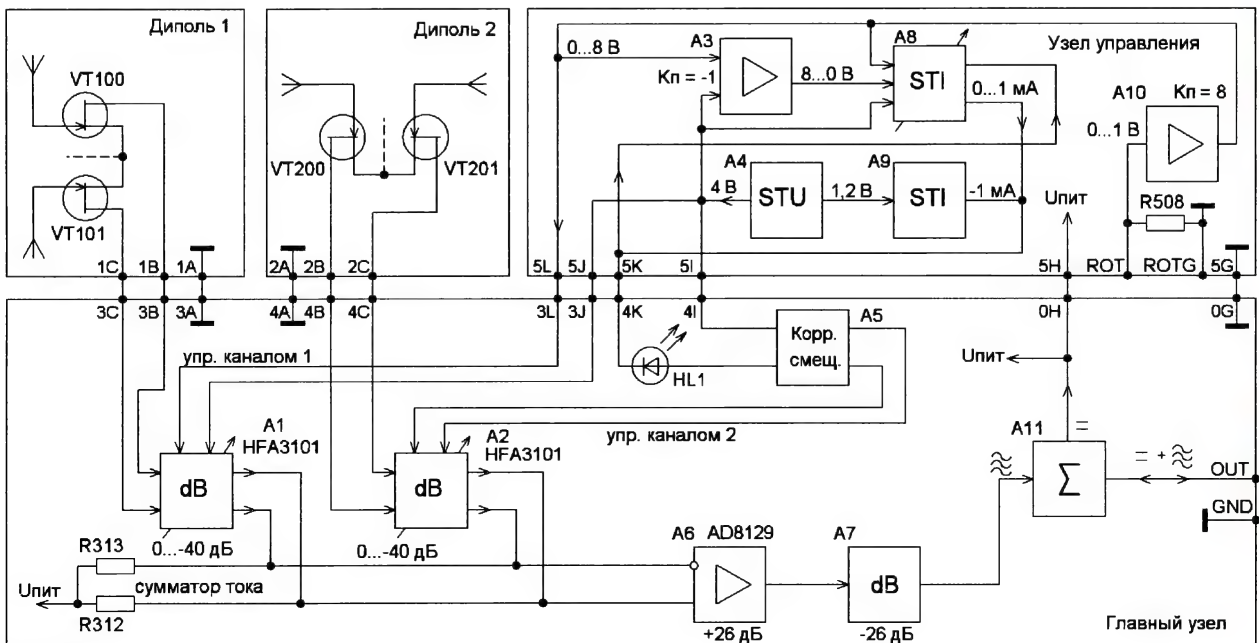 Диполь 1
VT100
VT101
1C 1B 1A
3C 3B 3A
Диполь 2
VT200
VT201
2A 2B 2C
4A 4B 4C
Узел управления
0...8 В
A3
Кп = -1
8...0 В
A8
STI
0...1 мА
A10
Кп = 8
0...1 В
A4
STU
4 В
1,2 В
A9
STI
-1 мА
Uпит
R508
5L 5J 5K 5I 5H ROT ROTG 5G
3L 3J 4K 4I 0H 0G
упр. каналом 1
HL1
Корр.
смещ.
A5
упр. каналом 2
Uпит
A1
HFA3101
dB
0...-40 дБ
A2
HFA3101
dB
0...-40 дБ
A11
Σ
=
= +
OUT
GND
R313
Uпит
сумматор тока
R312
A6
AD8129
+26 дБ
A7
dB
-26 дБ
Главный узел